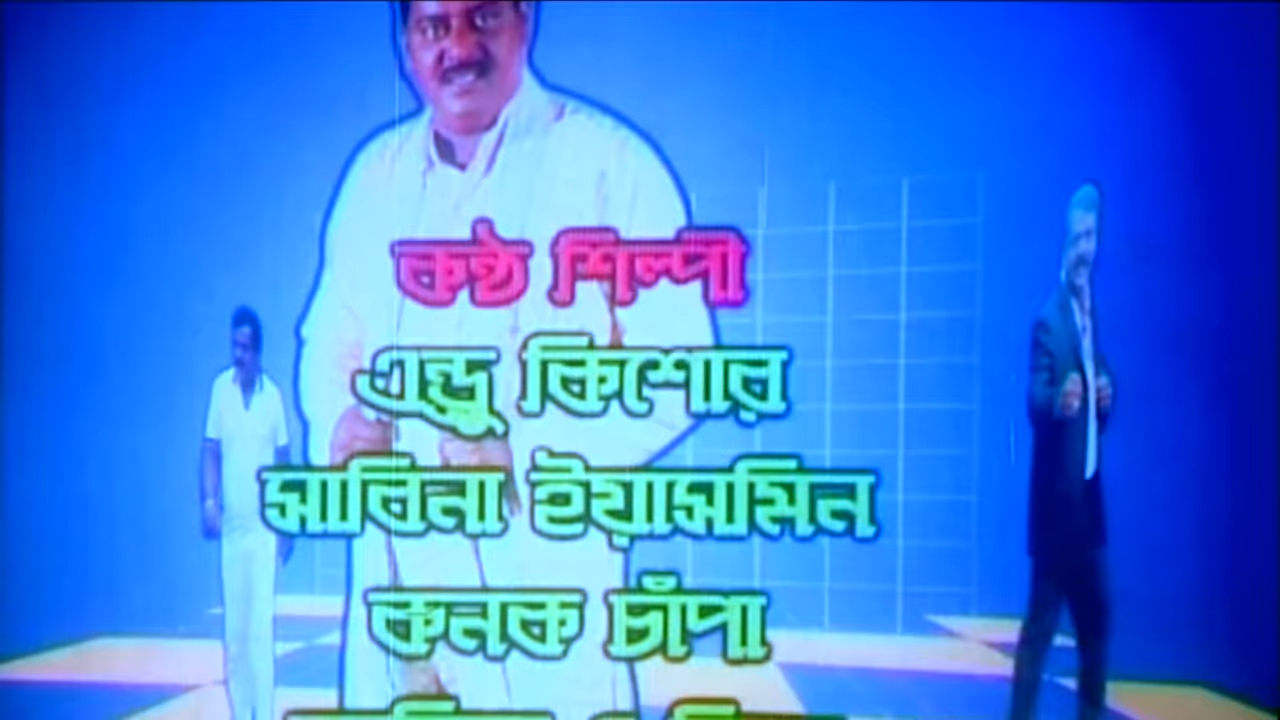 কন্ঠ শিল্পী
এন্ড্রু কিশোর
সাবিনা ইয়াসমিন
কনক চাঁপা